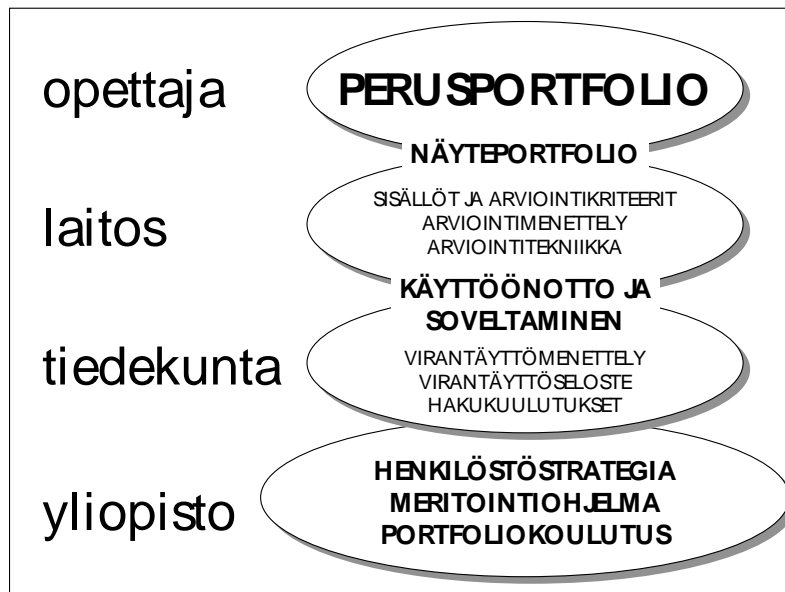 opettaja
PERUSPORTFOLIO
NÄYTEPORTFOLIO
laitos
SISÄLLÖT JA ARVIOINTIKRITEERIT
ARVIOINTIMENETTELY
ARVIOINTITEKNIIKKA
KÄYTTÖÖNOTTO JA
SOVELTAMINEN
tiedekunta
VIRANTÄYTTÖMENETTELY
VIRANTÄYTTÖSELOSTE
HAKUKUULUTUKSET
yliopisto
HENKILÖSTÖSTRATEGIA
MERITOINTIOHJELMA
PORTFOLIOKOULUTUS